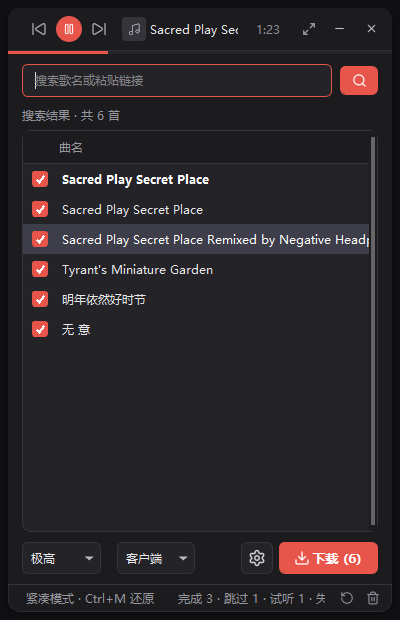 Sacred Play Sec 1:23
搜索歌名或粘贴链接
搜索结果 · 共 6 首
曲名
Sacred Play Secret Place
Sacred Play Secret Place
Sacred Play Secret Place Remixed by Negative Headp
Tyrant's Miniature Garden
明年依然好时节
无 意
极高 客户端 下载 (6)
紧凑模式 · Ctrl+M 还原 完成 3 · 跳过 1 · 试听 1 · 失